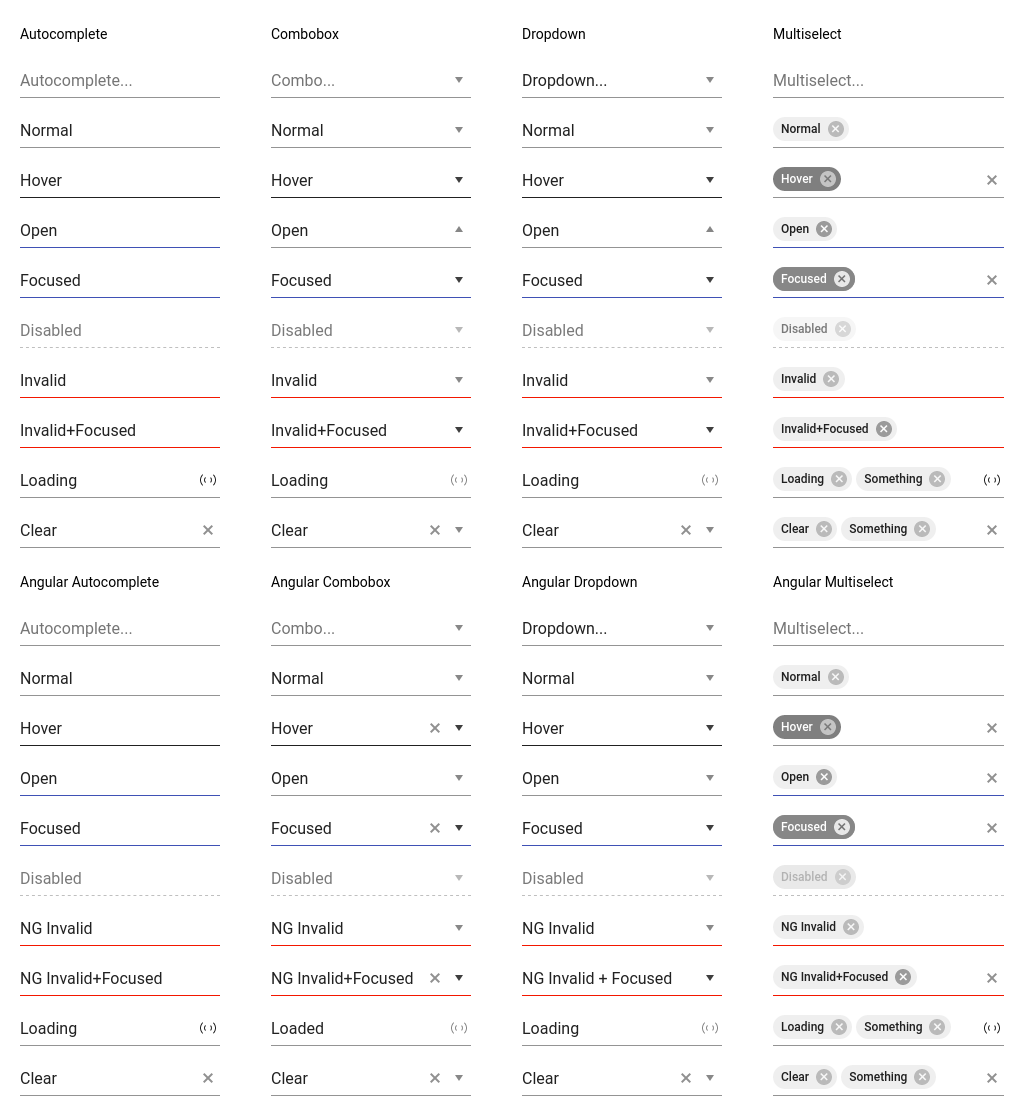 Autocomplete Combobox Dropdown Multiselect
Autocomplete... Combo... Dropdown... Multiselect...
Normal Normal Normal Normal
Hover Hover Hover Hover
Open Open Open Open
Focused Focused Focused Focused
Disabled Disabled Disabled Disabled
Invalid Invalid Invalid Invalid
Invalid+Focused Invalid+Focused Invalid+Focused Invalid+Focused
Loading Loading Loading Loading Something
Clear Clear Clear Clear Something
Angular Autocomplete Angular Combobox Angular Dropdown Angular Multiselect
Autocomplete... Combo... Dropdown... Multiselect...
Normal Normal Normal Normal
Hover Hover Hover Hover
Open Open Open Open
Focused Focused Focused Focused
Disabled Disabled Disabled Disabled
NG Invalid NG Invalid NG Invalid NG Invalid
NG Invalid+Focused NG Invalid+Focused NG Invalid + Focused NG Invalid+Focused
Loading Loaded Loading Loading Something
Clear Clear Clear Clear Something